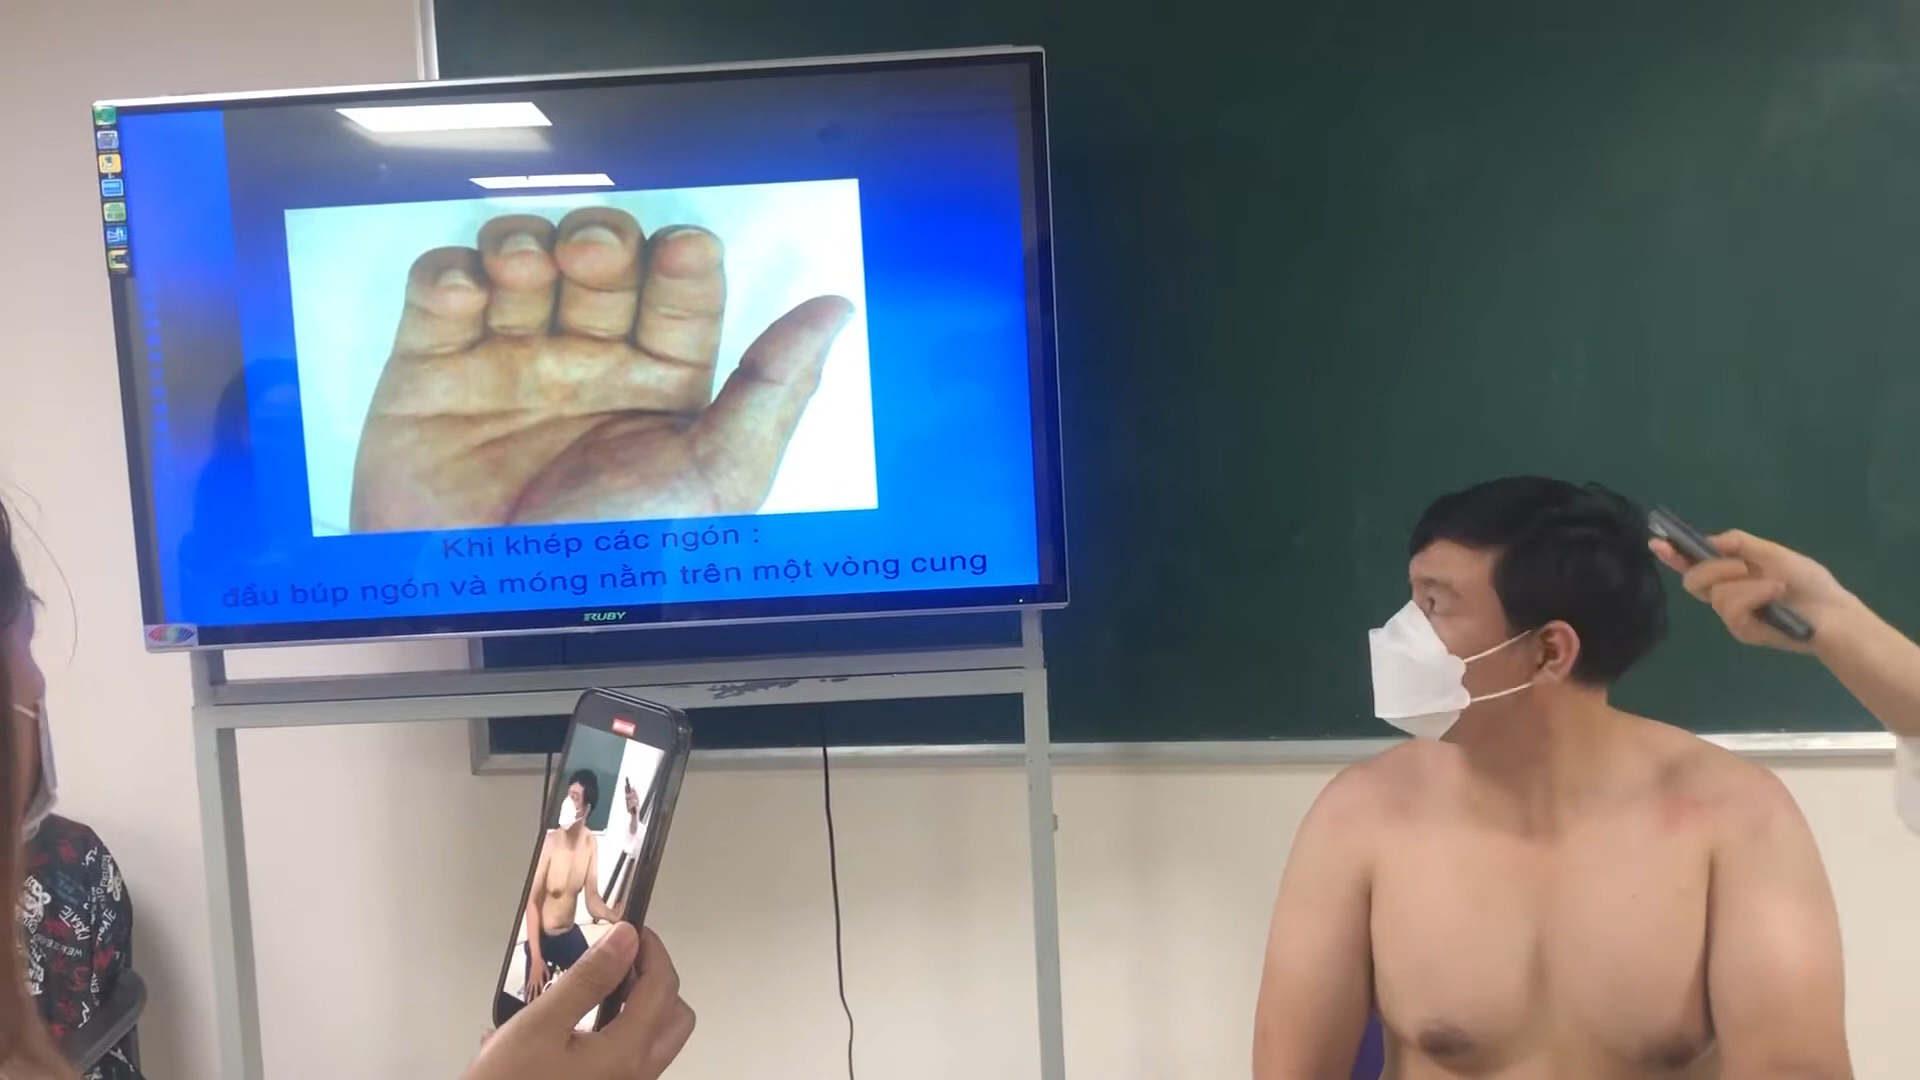 Khi khép các ngón :
đầu búp ngón và móng nằm trên một vòng cung
RUBY